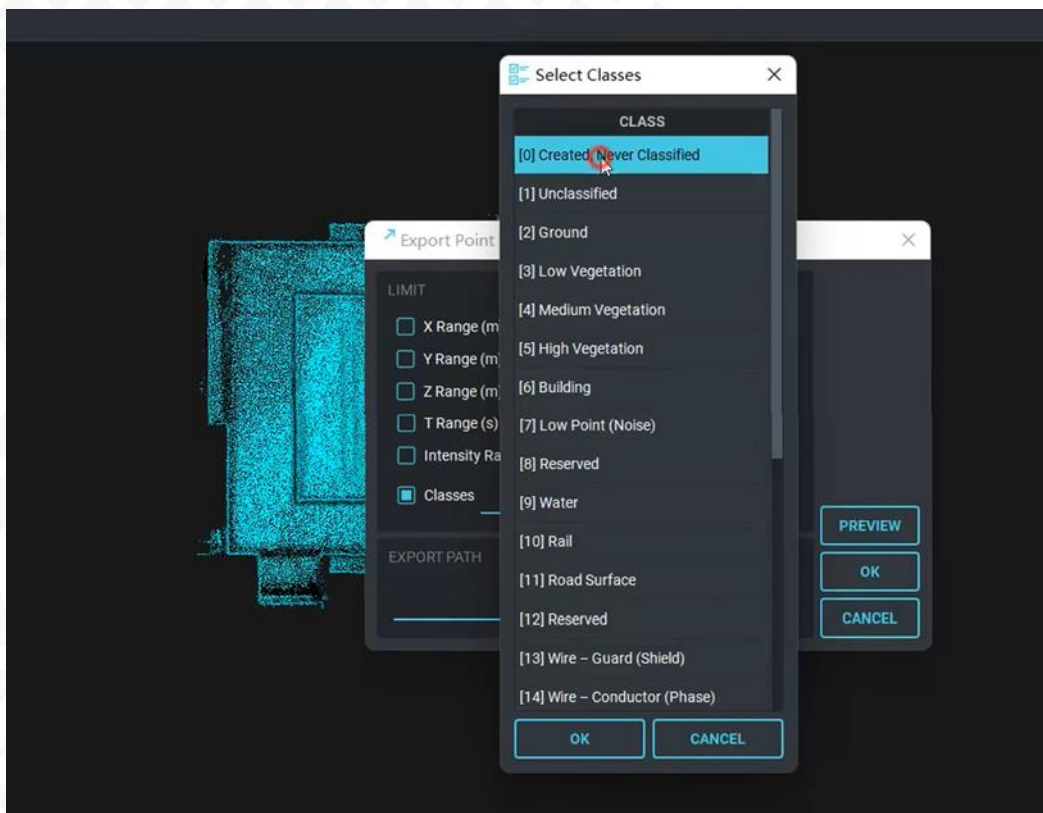 Select Classes
CLASS
[0] Created, Never Classified
[1] Unclassified
[2] Ground
[3] Low Vegetation
[4] Medium Vegetation
[5] High Vegetation
[6] Building
[7] Low Point (Noise)
[8] Reserved
[9] Water
[10] Rail
[11] Road Surface
[12] Reserved
[13] Wire – Guard (Shield)
[14] Wire – Conductor (Phase)
OK
CANCEL
Export Point
LIMIT
X Range (m
Y Range (m
Z Range (m)
T Range (s)
Intensity Ra
Classes
EXPORT PATH
PREVIEW
OK
CANCEL